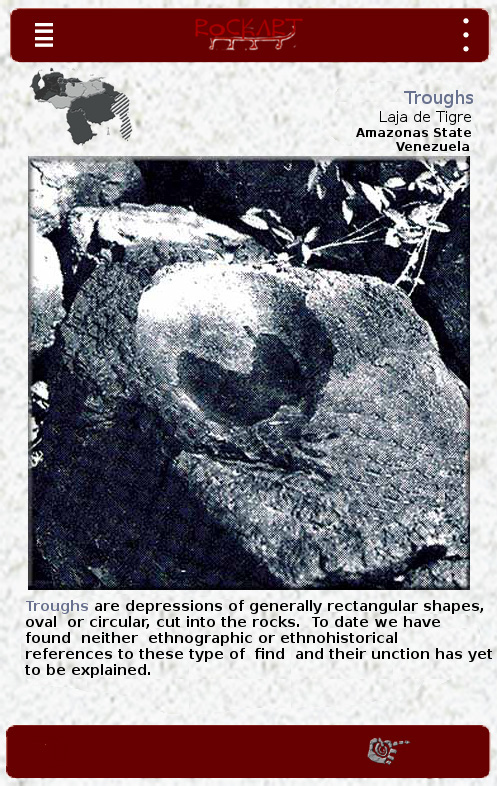 ROCKART
Troughs
Laja de Tigre
Amazonas State
Venezuela
Troughs are depressions of generally rectangular shapes,
oval or circular, cut into the rocks. To date we have
found neither ethnographic or ethnohistorical
references to these type of find and their unction has yet
to be explained.